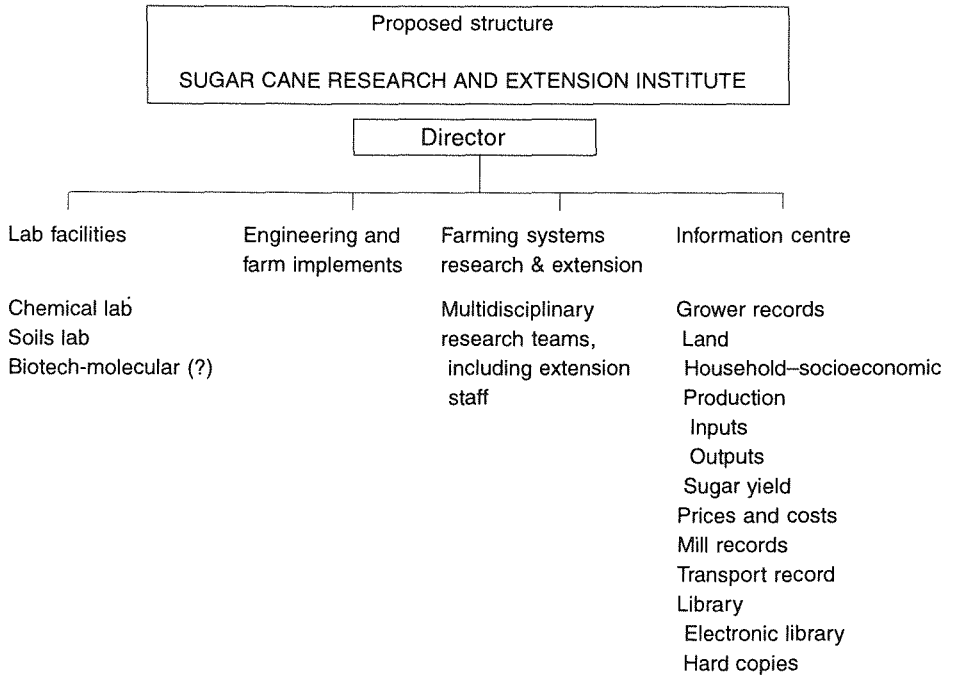 Proposed structure
SUGAR CANE RESEARCH AND EXTENSION INSTITUTE
Director
Lab facilities
Chemical lab
Soils lab
Biotech-molecular (?)
Engineering and
farm implements
Farming systems
research & extension
Multidisciplinary
research teams,
including extension
staff
Information centre
Grower records
Land
Household–socioeconomic
Production
Inputs
Outputs
Sugar yield
Prices and costs
Mill records
Transport record
Library
Electronic library
Hard copies